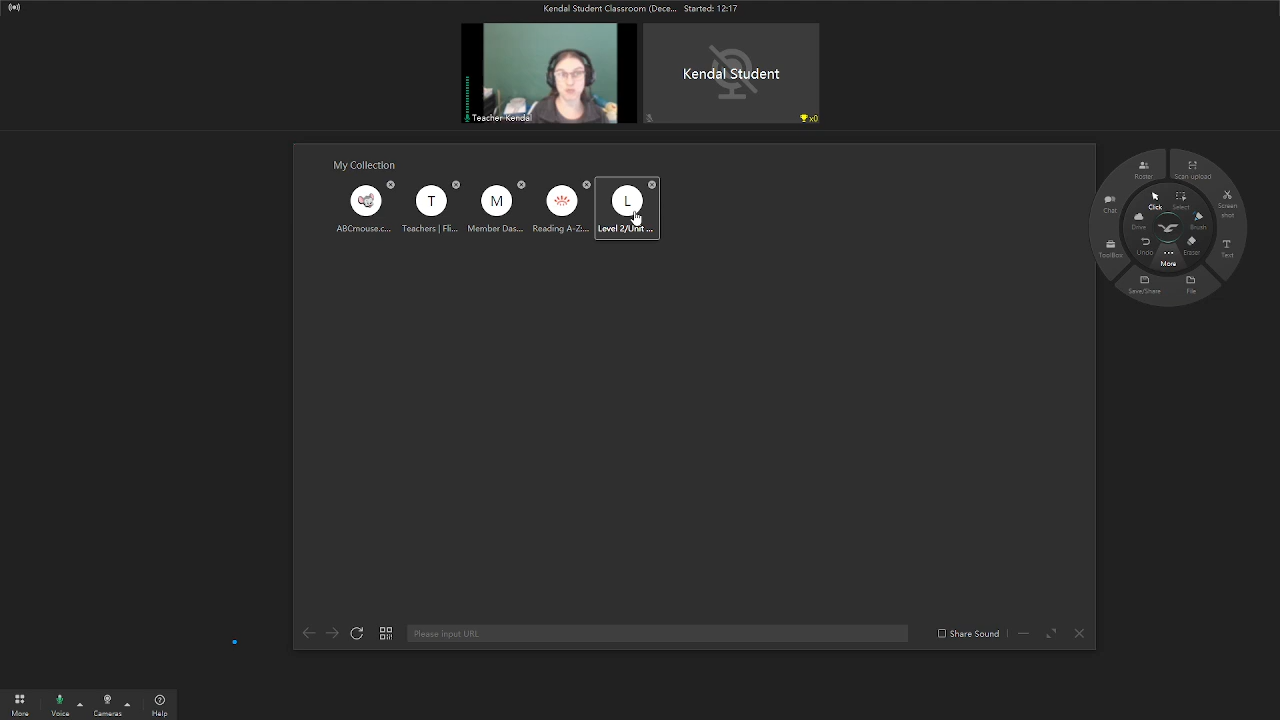 Kendal Student Classroom (Dece... Started: 12:17
Teacher Kendal
Kendal Student
x0
My Collection
T
M
L
ABCmouse.c...
Teachers | Fli...
Member Das...
Reading A-Z...
Level 2/Unit ...
Roster
Scan upload
Chat
Click
Select
Screen
shot
Drive
Brush
ToolBox
Undo
Eraser
Text
More
Save/Share
File
Please input URL
Share Sound
More
Voice
Cameras
Help